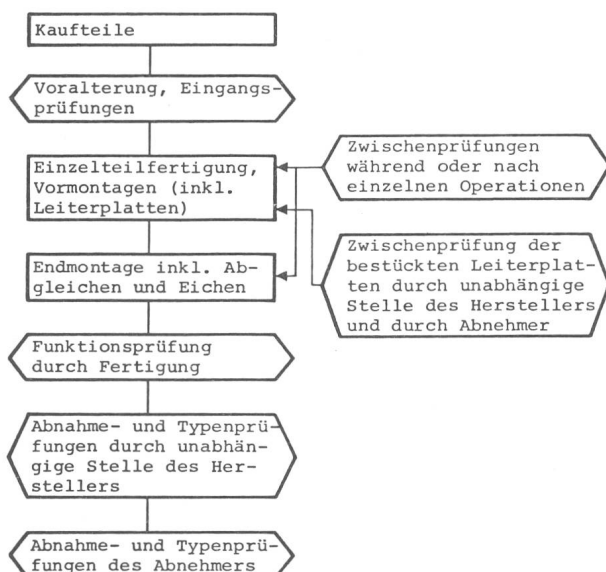 Kaufteile
Voralterung, Eingangs-
prüfungen
Einzelteilfertigung,
Vormontagen (inkl.
Leiterplatten)
Zwischenprüfungen
während oder nach
einzelnen Operationen
Endmontage inkl. Ab-
gleichen und Eichen
Zwischenprüfung der
bestückten Leiterplat-
ten durch unabhängige
Stelle des Herstellers
und durch Abnehmer
Funktionsprüfung
durch Fertigung
Abnahme- und Typenprü-
fungen durch unabhän-
gige Stelle des Her-
stellers
Abnahme- und Typenprü-
fungen des Abnehmers